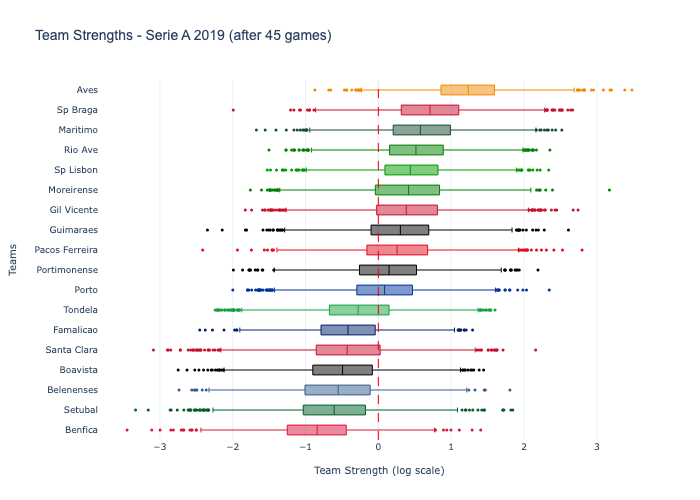 Team Strengths - Serie A 2019 (after 45 games)
Teams
Aves
Sp Braga
Maritimo
Rio Ave
Sp Lisbon
Moreirense
Gil Vicente
Guimaraes
Pacos Ferreira
Portimonense
Porto
Tondela
Famalicao
Santa Clara
Boavista
Belenenses
Setubal
Benfica
−3 −2 −1 0 1 2 3
Team Strength (log scale)